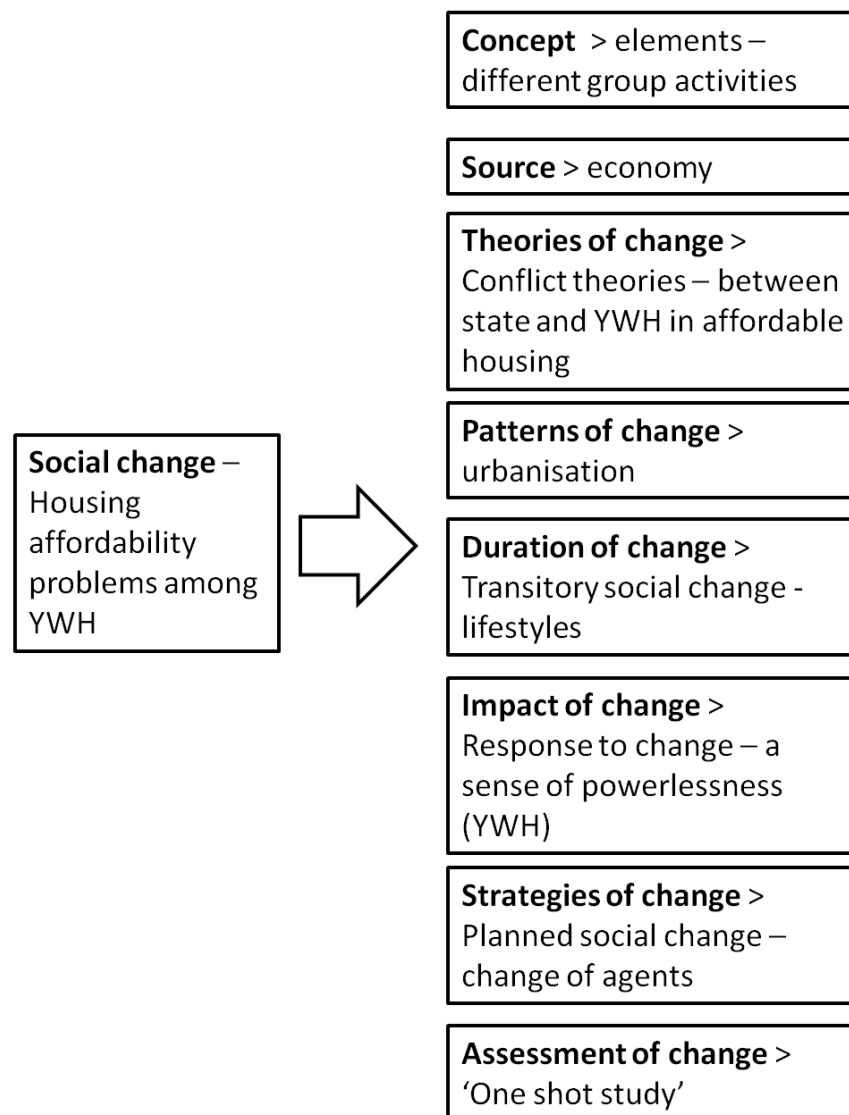 Social change –
Housing
affordability
problems among
YWH
Concept > elements –
different group activities
Source > economy
Theories of change >
Conflict theories – between
state and YWH in affordable
housing
Patterns of change >
urbanisation
Duration of change >
Transitory social change -
lifestyles
Impact of change >
Response to change – a
sense of powerlessness
(YWH)
Strategies of change >
Planned social change –
change of agents
Assessment of change >
‘One shot study’